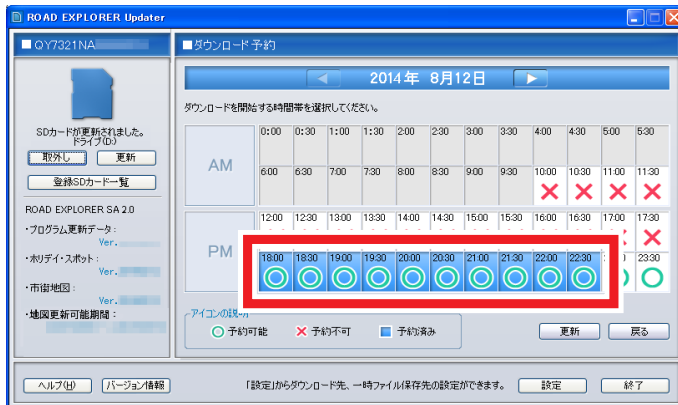 ROAD EXPLORER Updater
■QY7321NA
SDカードが更新されました。
ドライブ(D:)
取外し 更新
登録SDカード一覧
ROAD EXPLORER SA 2.0
・プログラム更新データ:
Ver.
・ホリデイ・スポット:
Ver.
・市街地図:
Ver.
・地図更新可能期間:
■ダウンロード予約
2014年 8月12日
ダウンロードを開始する時間帯を選択してください。
AM
0:00 0:30 1:00 1:30 2:00 2:30 3:00 3:30 4:00 4:30 5:00 5:30
6:00 6:30 7:00 7:30 8:00 8:30 9:00 9:30 10:00 10:30 11:00 11:30
PM
12:00 12:30 13:00 13:30 14:00 14:30 15:00 15:30 16:00 16:30 17:00 17:30
18:00 18:30 19:00 19:30 20:00 20:30 21:00 21:30 22:00 22:30 23:30
アイコンの説明
予約可能 予約不可 予約済み
更新 戻る
ヘルプ(H) バージョン情報
「設定」からダウンロード先、一時ファイル保存先の設定ができます。
設定 終了